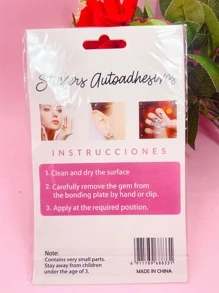 Stickers Autoadhesivos
INSTRUCCIONES
1. Clean and dry the surface
2. Carefully remove the gem from
the bonding plate by hand or clip.
3. Apply at the required position.
Note:
Contains very small parts.
Stay away from children
under the age of 3.
MADE IN CHINA